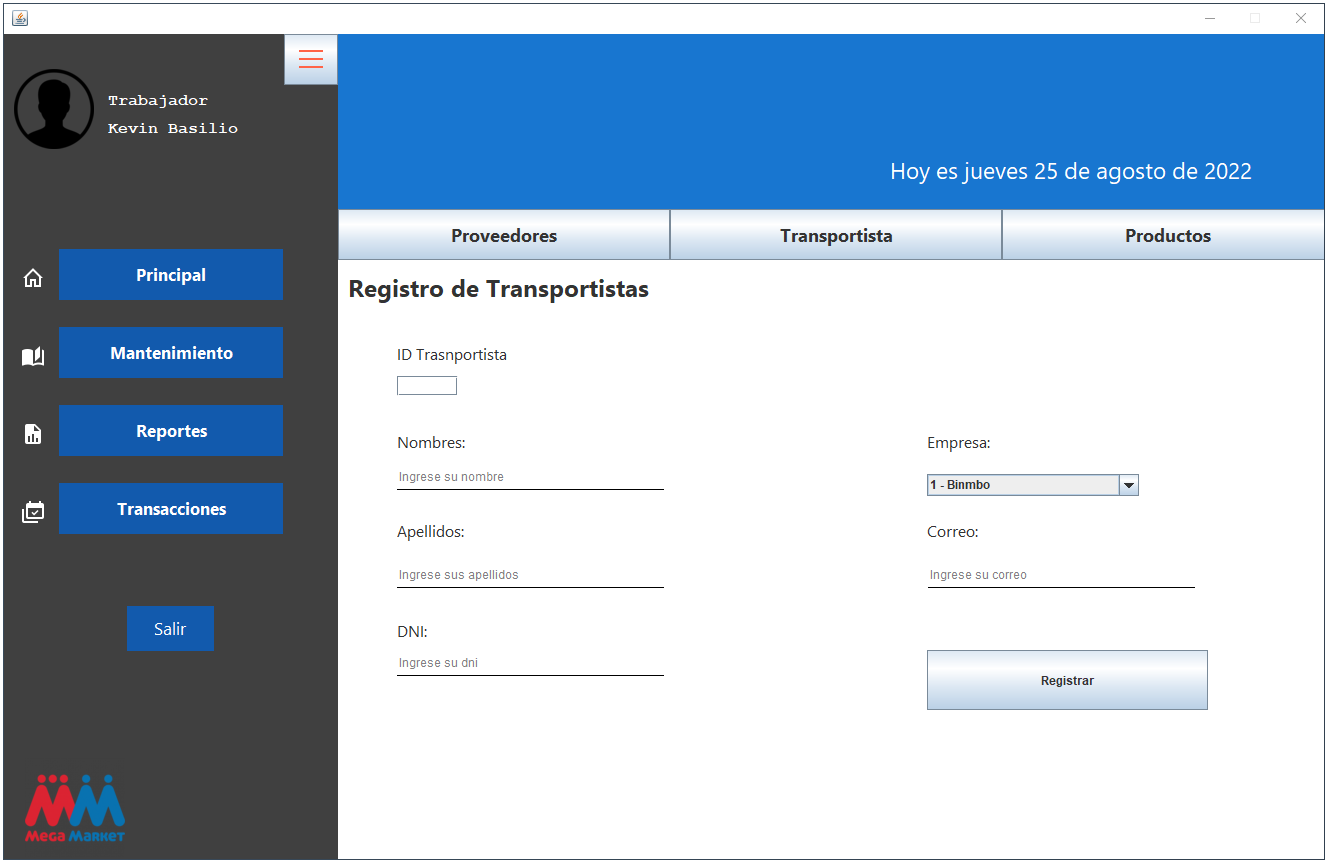 Trabajador
Kevin Basilio
Hoy es jueves 25 de agosto de 2022
Proveedores
Transportista
Productos
Principal
Mantenimiento
Reportes
Transacciones
Salir
Mega Market
Registro de Transportistas
ID Trasnportista
Nombres:
Ingrese su nombre
Apellidos:
Ingrese sus apellidos
DNI:
Ingrese su dni
Empresa:
1 - Binmbo
Correo:
Ingrese su correo
Registrar